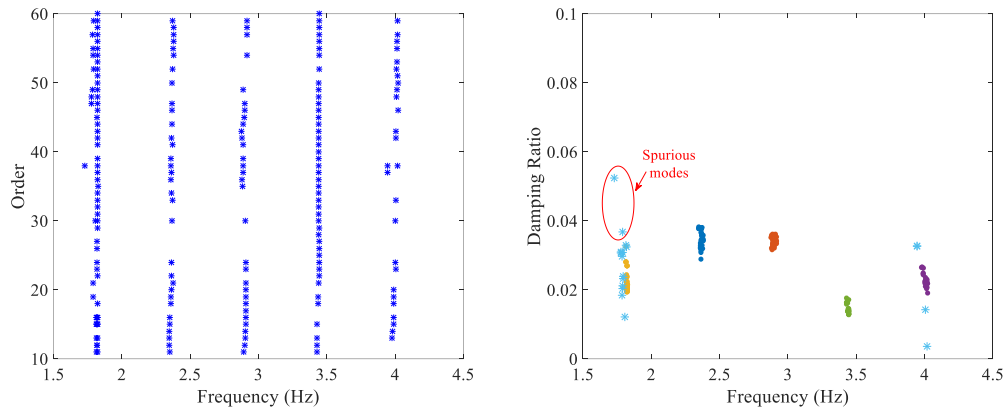 60
50
40
30
20
10
1.5 2 2.5 3 3.5 4 4.5
Order
Frequency (Hz)
0.1
0.08
0.06
0.04
0.02
0
1.5 2 2.5 3 3.5 4 4.5
Damping Ratio
Frequency (Hz)
Spurious
modes